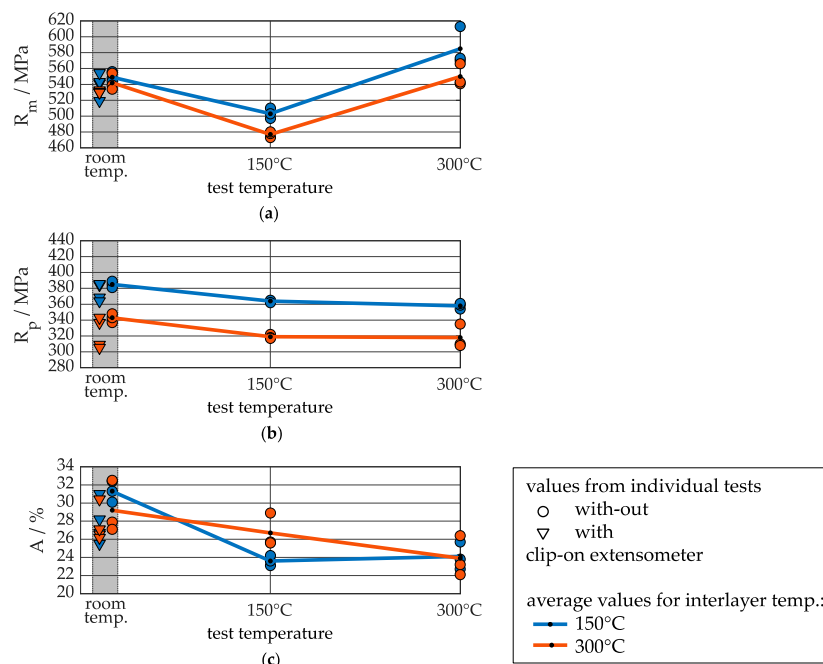 620
600
580
560
540
520
500
480
460
R_m / MPa
room
temp.
150°C
300°C
test temperature
(a)
440
420
400
380
360
340
320
300
280
R_p / MPa
room
temp.
150°C
300°C
test temperature
(b)
34
32
30
28
26
24
22
20
A / %
room
temp.
150°C
300°C
test temperature
(c)
values from individual tests
with-out
with
clip-on extensometer
average values for interlayer temp.:
150°C
300°C